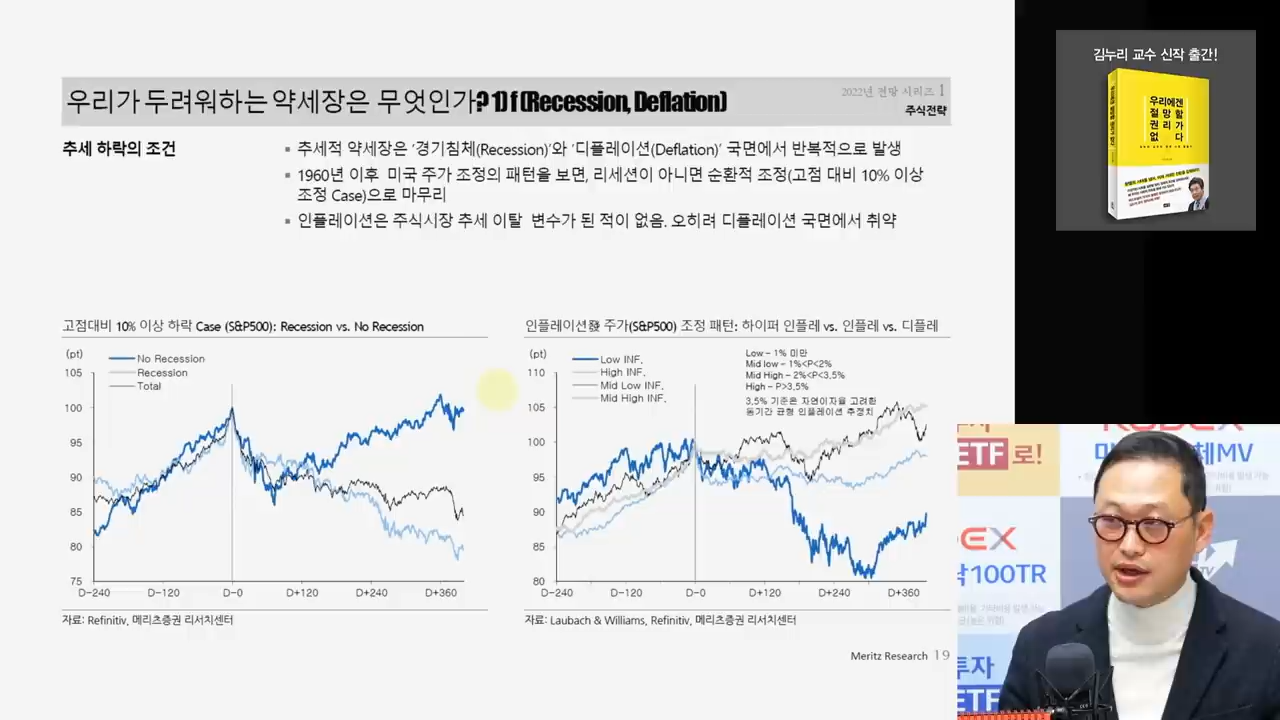 우리가 두려워하는 약세장은 무엇인가? 1) f (Recession, Deflation)
2022년 전망 시리즈 1
주식전략
추세 하락의 조건
▪ 추세적 약세장은 ‘경기침체(Recession)’와 ‘디플레이션(Deflation)’ 국면에서 반복적으로 발생
▪ 1960년 이후 미국 주가 조정의 패턴을 보면, 리세션이 아니면 순환적 조정(고점 대비 10% 이상
조정 Case)으로 마무리
▪ 인플레이션은 주식시장 추세 이탈 변수가 된 적이 없음. 오히려 디플레이션 국면에서 취약
고점대비 10% 이상 하락 Case (S&P500): Recession vs. No Recession
(pt)
No Recession
Recession
Total
105
100
95
90
85
80
75
D-240 D-120 D-0 D+120 D+240 D+360
자료: Refinitiv, 메리츠증권 리서치센터
인플레이션發 주가(S&P500) 조정 패턴: 하이퍼 인플레 vs. 인플레 vs. 디플레
(pt)
Low INF.
High INF.
Mid Low INF.
Mid High INF.
Low - 1% 미만
Mid low - 1%<P<2%
Mid High - 2%<P<3.5%
High - P>3.5%
3.5% 기준은 자연이자율 고려한
동기간 균형 인플레이션 추정치
110
105
100
95
90
85
80
D-240 D-120 D-0 D+120 D+240 D+360
자료: Laubach & Williams, Refinitiv, 메리츠증권 리서치센터
Meritz Research 19
김누리 교수 신작 출간!
우리에겐
절망할
권리가
없다
KODEX
ETF 로!
체MV
EX
100TR
TV
투자
ETF